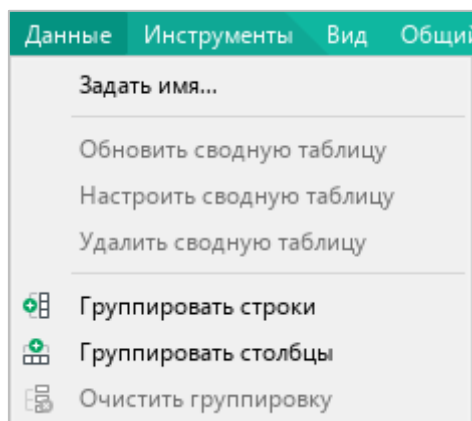 Данные Инструменты Вид Общий
Задать имя...
Обновить сводную таблицу
Настроить сводную таблицу
Удалить сводную таблицу
Группировать строки
Группировать столбцы
Очистить группировку